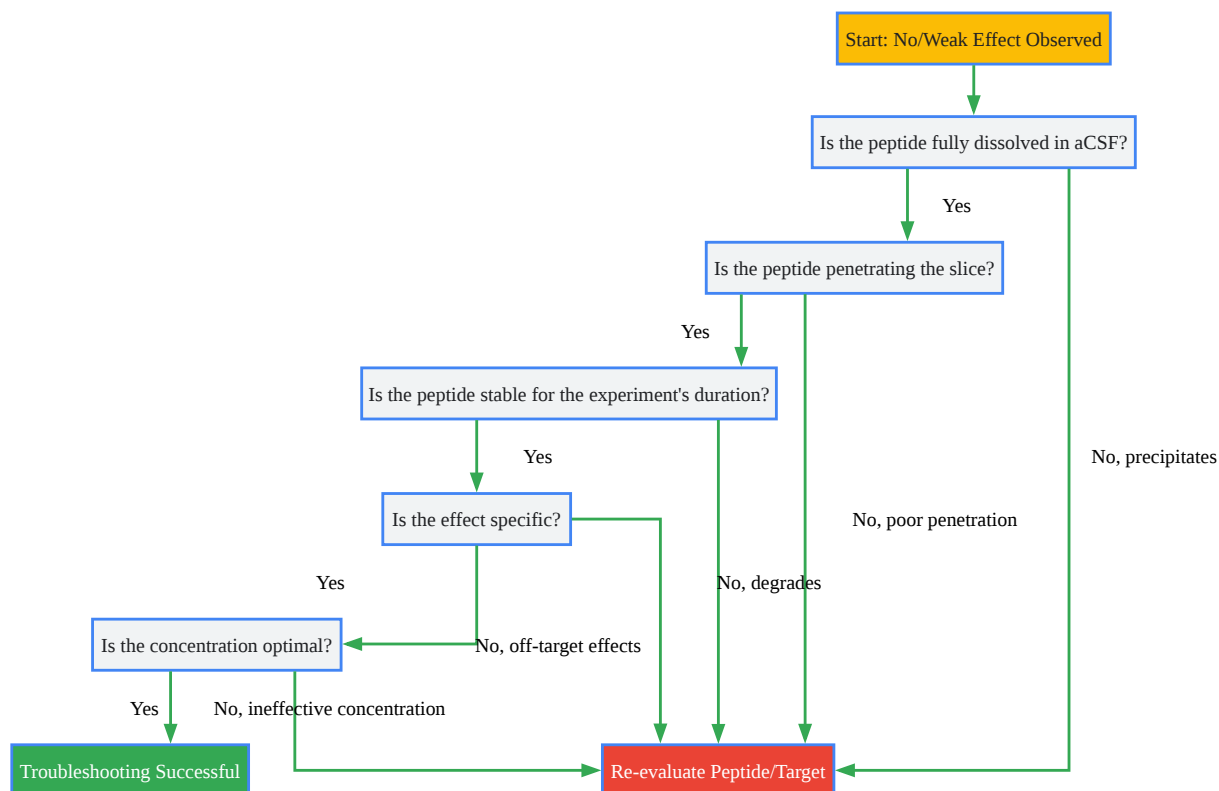 Start: No/Weak Effect Observed
Is the peptide fully dissolved in aCSF?
Yes
Is the peptide penetrating the slice?
Yes
Is the peptide stable for the experiment's duration?
Yes
No, precipitates
Is the effect specific?
No, poor penetration
Yes
No, degrades
Is the concentration optimal?
No, off-target effects
Yes
No, ineffective concentration
Troubleshooting Successful
Re-evaluate Peptide/Target